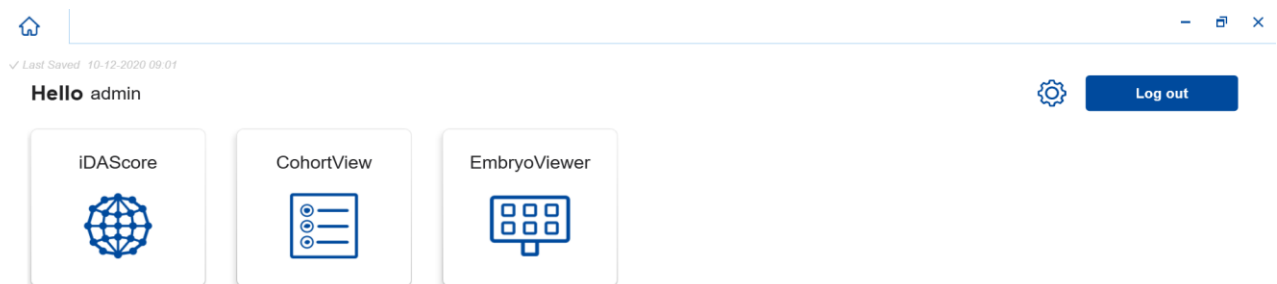 ✓ Last Saved 10-12-2020 09:01
Hello admin
Log out
iDAScore
CohortView
EmbryoViewer